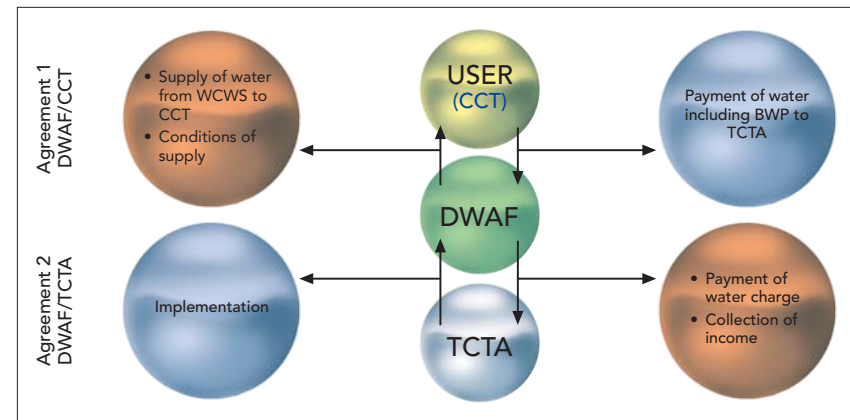 Agreement 1
DWAF/CCT
• Supply of water
from WCWS to
CCT
• Conditions of
supply
USER
(CCT)
Payment of water
including BWP to
TCTA
DWAF
Agreement 2
DWAF/TCTA
Implementation
TCTA
• Payment of
water charge
• Collection of
income